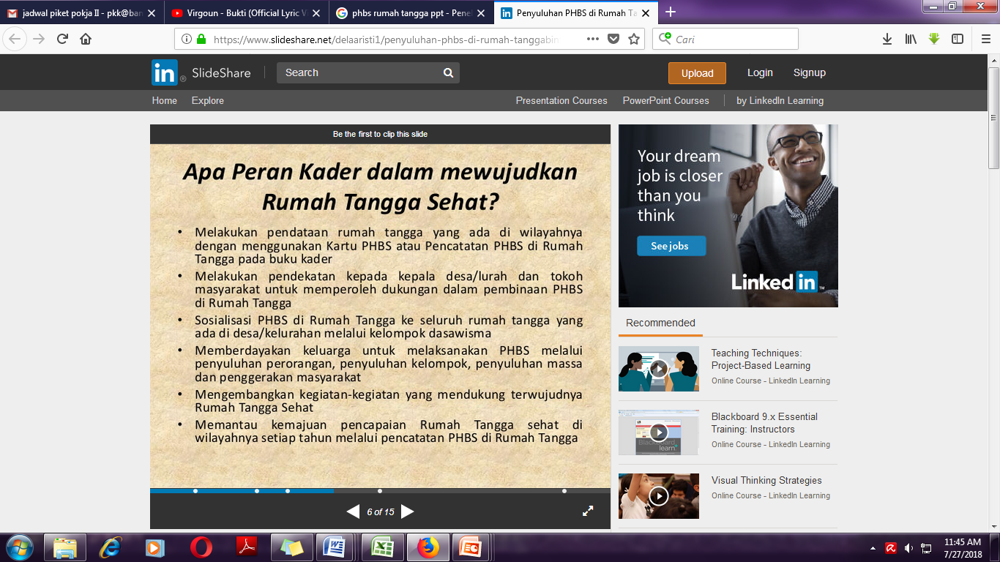 jadwal piket pokja II - pkk@ban
Virgoun - Bukti (Official Lyric V
phbs rumah tangga ppt - Pene
Penyuluhan PHBS di Rumah Ta
https://www.slideshare.net/delaaristi1/penyuluhan-phbs-di-rumah-tanggabin
Cari
in SlideShare
Search
Upload
Login
Signup
Home
Explore
Presentation Courses
PowerPoint Courses
by LinkedIn Learning
Be the first to clip this slide
Apa Peran Kader dalam mewujudkan
Rumah Tangga Sehat?
• Melakukan pendataan rumah tangga yang ada di wilayahnya
dengan menggunakan Kartu PHBS atau Pencatatan PHBS di Rumah
Tangga pada buku kader
• Melakukan pendekatan kepada kepala desa/lurah dan tokoh
masyarakat untuk memperoleh dukungan dalam pembinaan PHBS
di Rumah Tangga
• Sosialisasi PHBS di Rumah Tangga ke seluruh rumah tangga yang
ada di desa/kelurahan melalui kelompok dasawisma
• Memberdayakan keluarga untuk melaksanakan PHBS melalui
penyuluhan perorangan, penyuluhan kelompok, penyuluhan massa
dan penggerakan masyarakat
• Mengembangkan kegiatan-kegiatan yang mendukung terwujudnya
Rumah Tangga Sehat
• Memantau kemajuan pencapaian Rumah Tangga sehat di
wilayahnya setiap tahun melalui pencatatan PHBS di Rumah Tangga
6 of 15
Your dream
job is closer
than you
think
See jobs
Linked in
Recommended
Teaching Techniques:
Project-Based Learning
Online Course - LinkedIn Learning
Blackboard 9.x Essential
Training: Instructors
Online Course - LinkedIn Learning
Blackboard
learn
Visual Thinking Strategies
Online Course - LinkedIn Learning
11:45 AM
7/27/2018